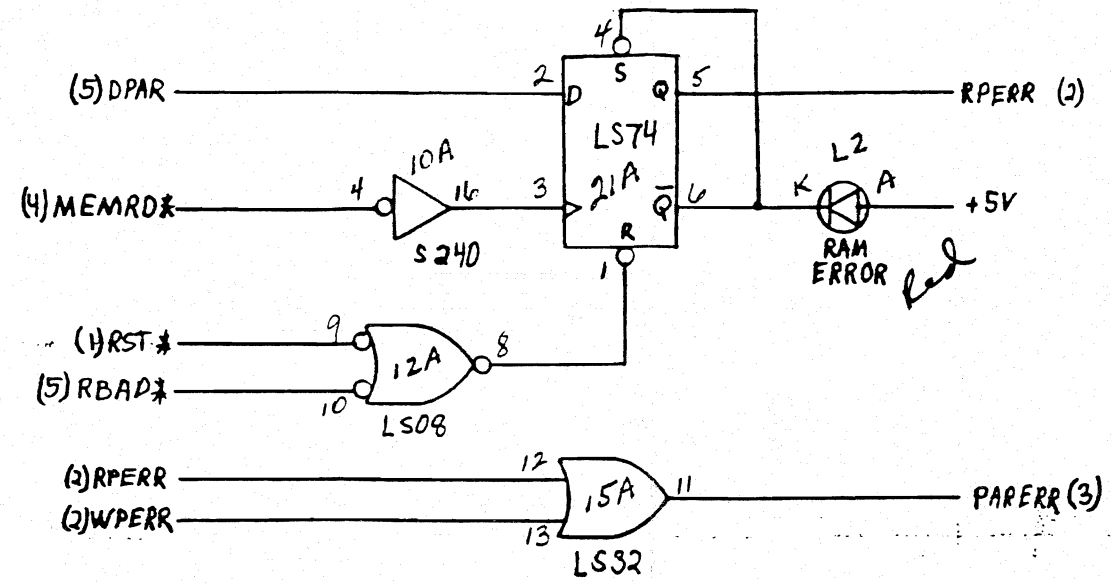 4
S
(5) DPAR
2
D
Q
5
RPERR (2)
LS74
10A
L2
(4) MEMRD*
4
16
3
21A
Q̅
6
K
A
+5V
S240
R
RAM
ERROR
Red
1
(1) RST*
9
12A
8
(5) RBAD*
10
LS08
(2) RPERR
12
15A
11
PARERR (3)
(2) WPERR
13
LS32